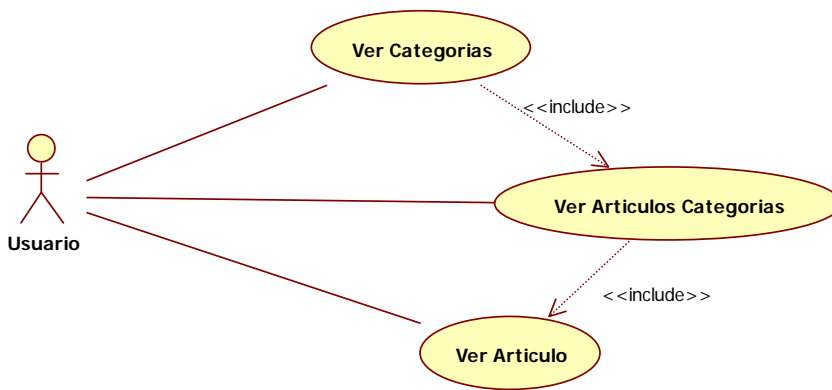 Ver Categorias
<<include>>
Ver Articulos Categorias
Usuario
<<include>>
Ver Articulo